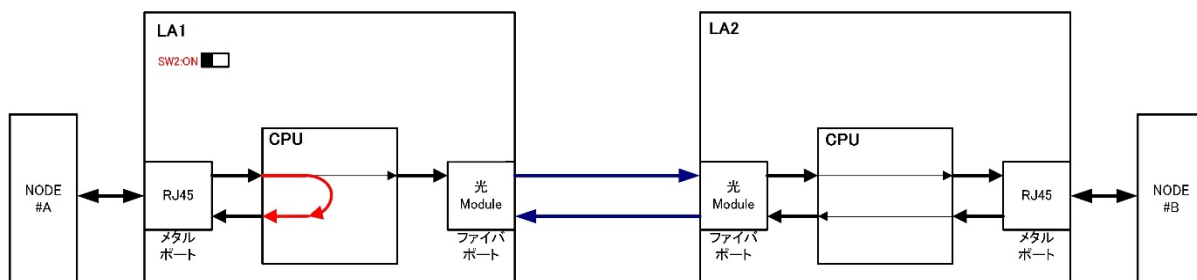 LA1
SW2:ON
CPU
NODE
#A
RJ45
メタル
ポート
光
Module
ファイバ
ポート
LA2
CPU
光
Module
ファイバ
ポート
RJ45
メタル
ポート
NODE
#B